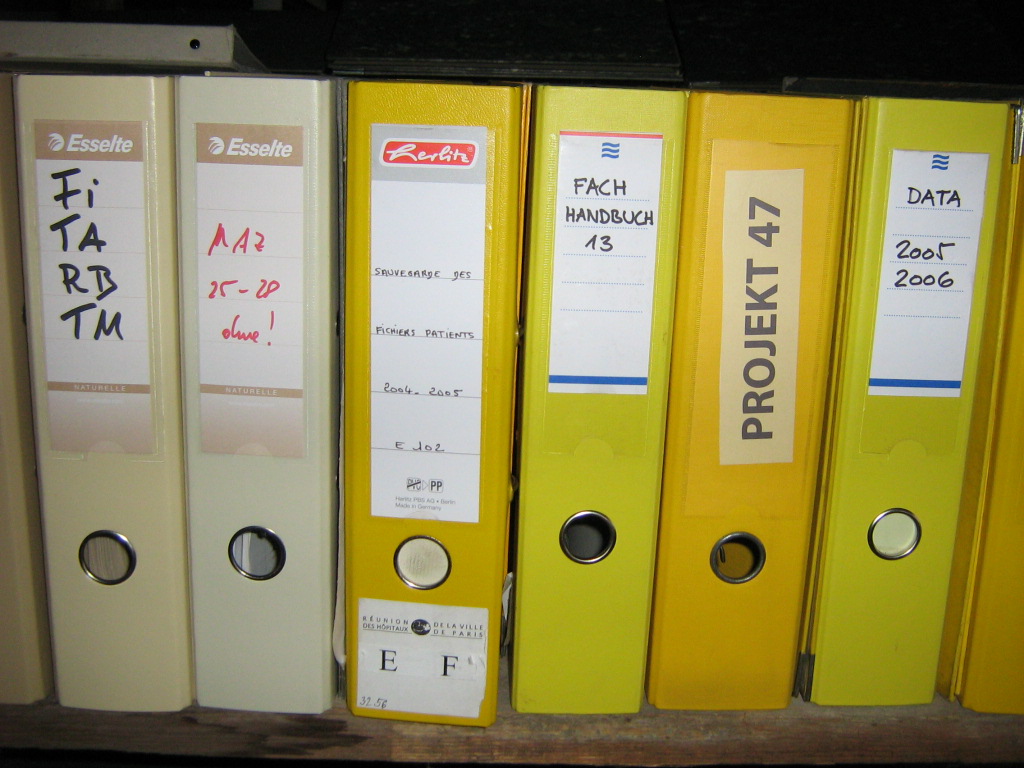 Esselte
Fi
TA
RB
TM
NATURELLE
Esselte
MAZ
25-28
ohne!
NATURELLE
herlitz
SAUVEGARDE DES
FICHIERS PATIENTS
2004-2005
E 102
PVC PP
Herlitz PBS AG • Berlin
Made in Germany
RÉUNION DE LA VILLE
DES HÔPITAUX DE PARIS
E F
32.56
FACH
HANDBUCH
13
PROJEKT 47
DATA
2005
2006